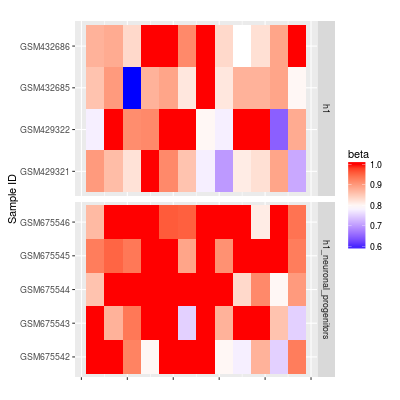 GSM432686
GSM432685
GSM429322
GSM429321
h1
GSM675546
GSM675545
GSM675544
GSM675543
GSM675542
h1_neuronal_progenitors
Sample ID
beta
1.0
0.9
0.8
0.7
0.6